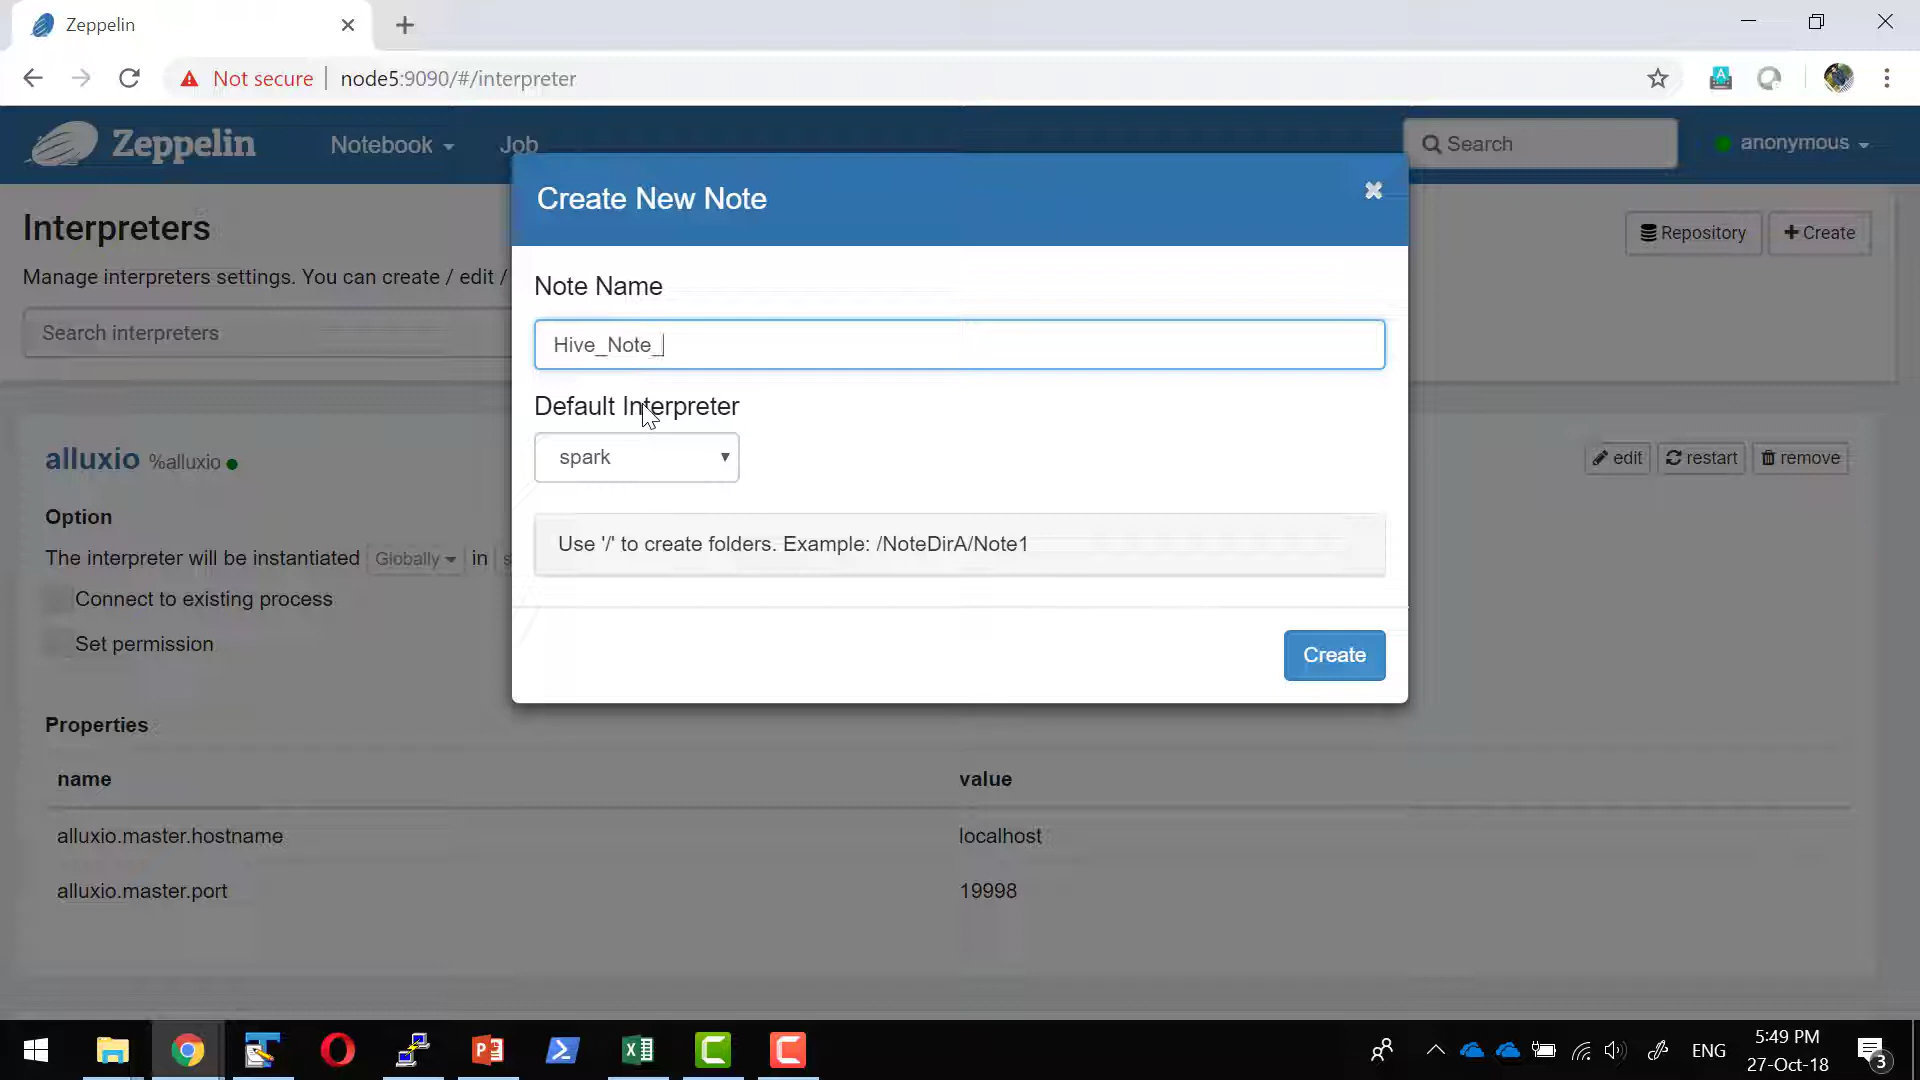 Zeppelin
Not secure
node5:9090/#/interpreter
Zeppelin
Notebook
Job
Search
anonymous
Create New Note
Interpreters
Repository
Create
Manage interpreters settings. You can create / edit /
Search interpreters
Note Name
Hive_Note_
Default Interpreter
spark
Use '/' to create folders. Example: /NoteDirA/Note1
Create
alluxio %alluxio
edit
restart
remove
Option
The interpreter will be instantiated Globally in s
Connect to existing process
Set permission
Properties
name value
alluxio.master.hostname localhost
alluxio.master.port 19998
ENG
5:49 PM
27-Oct-18
3